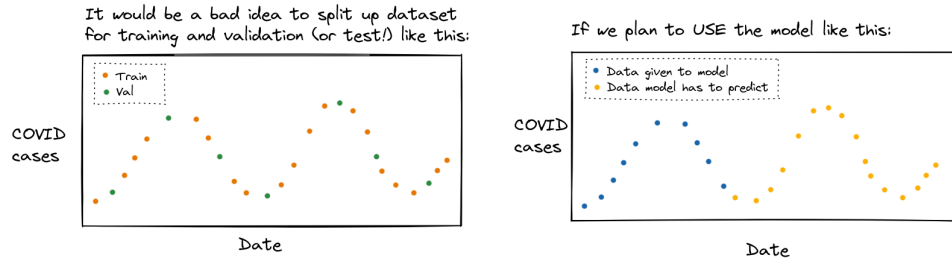 It would be a bad idea to split up dataset
for training and validation (or test!) like this:
Train
Val
COVID
cases
Date
If we plan to USE the model like this:
Data given to model
Data model has to predict
COVID
cases
Date